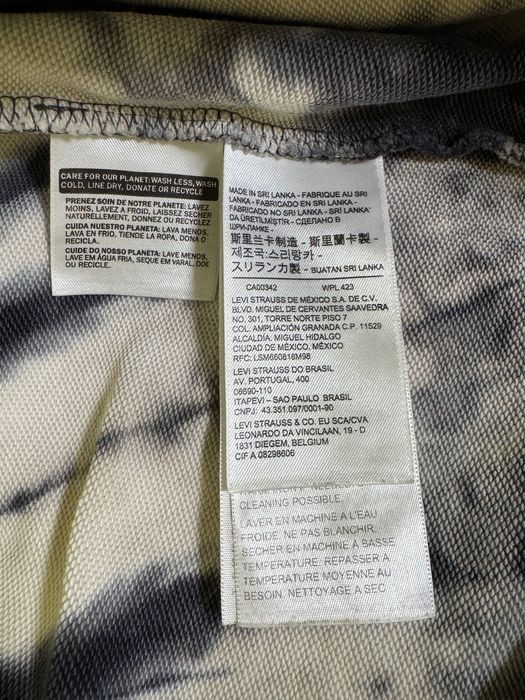 CARE FOR OUR PLANET: WASH LESS, WASH
COLD, LINE DRY, DONATE OR RECYCLE
PRENEZ SOIN DE NOTRE PLANÈTE: LAVEZ
MOINS, LAVEZ A FROID, LAISSEZ SECHER
NATURELLEMENT, DONNEZ OU RECYCLEZ
CUIDA NUESTRO PLANETA: LAVA MENOS,
LAVA EN FRIO, TIENDE LA ROPA, DONA O
RECICLA.
CUIDE DO NOSSO PLANETA: LAVE MENOS,
LAVE EM ÁGUA FRIA, SEQUE EM VARAL. DOE
OU RECICLE.
MADE IN SRI LANKA - FABRIQUE AU SRI
LANKA - FABRICADO EN SRI LANKA -
FABRICADO NO SRI LANKA - SRI LANKA'
DA ÜRETİLMİŞTİR - СДЕЛАНО В
ШРИ-ЛАНКЕ -
斯里兰卡制造 - 斯里蘭卡製 -
제조국:스리랑카 -
スリランカ製 - BUATAN SRI LANKA
CA00342 WPL 423
LEVI STRAUSS DE MÉXICO S.A. DE C.V.
BLVD. MIGUEL DE CERVANTES SAAVEDRA
NO. 301, TORRE NORTE PISO 7
COL. AMPLIACIÓN GRANADA C.P. 11529
ALCALDÍA: MIGUEL HIDALGO
CIUDAD DE MÉXICO, MÉXICO
RFC: LSM660818M98
LEVI STRAUSS DO BRASIL
AV. PORTUGAL, 400
06690-110
ITAPEVI – SAO PAULO BRASIL
CNPJ: 43.351.097/0001-90
LEVI STRAUSS & CO. EU SCA/CVA
LEONARDO DA VINCILAAN, 19 - D
1831 DIEGEM, BELGIUM
CIF A 08298606
CLEANING POSSIBLE.
LAVER EN MACHINE A L'EAU
FROIDE. NE PAS BLANCHIR.
SECHER EN MACHINE A BASSE
TEMPERATURE. REPASSER A
TEMPERATURE MOYENNE AU
BESOIN. NETTOYAGE A SEC